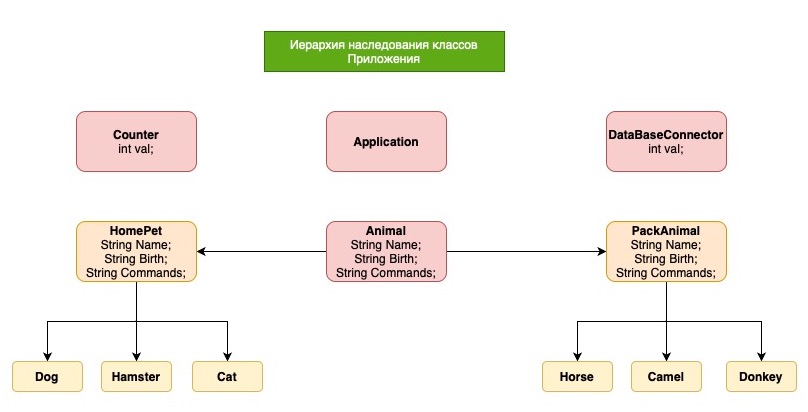 Иерархия наследования классов
Приложения
Counter
int val;
Application
DataBaseConnector
int val;
HomePet
String Name;
String Birth;
String Commands;
Animal
String Name;
String Birth;
String Commands;
PackAnimal
String Name;
String Birth;
String Commands;
Dog
Hamster
Cat
Horse
Camel
Donkey